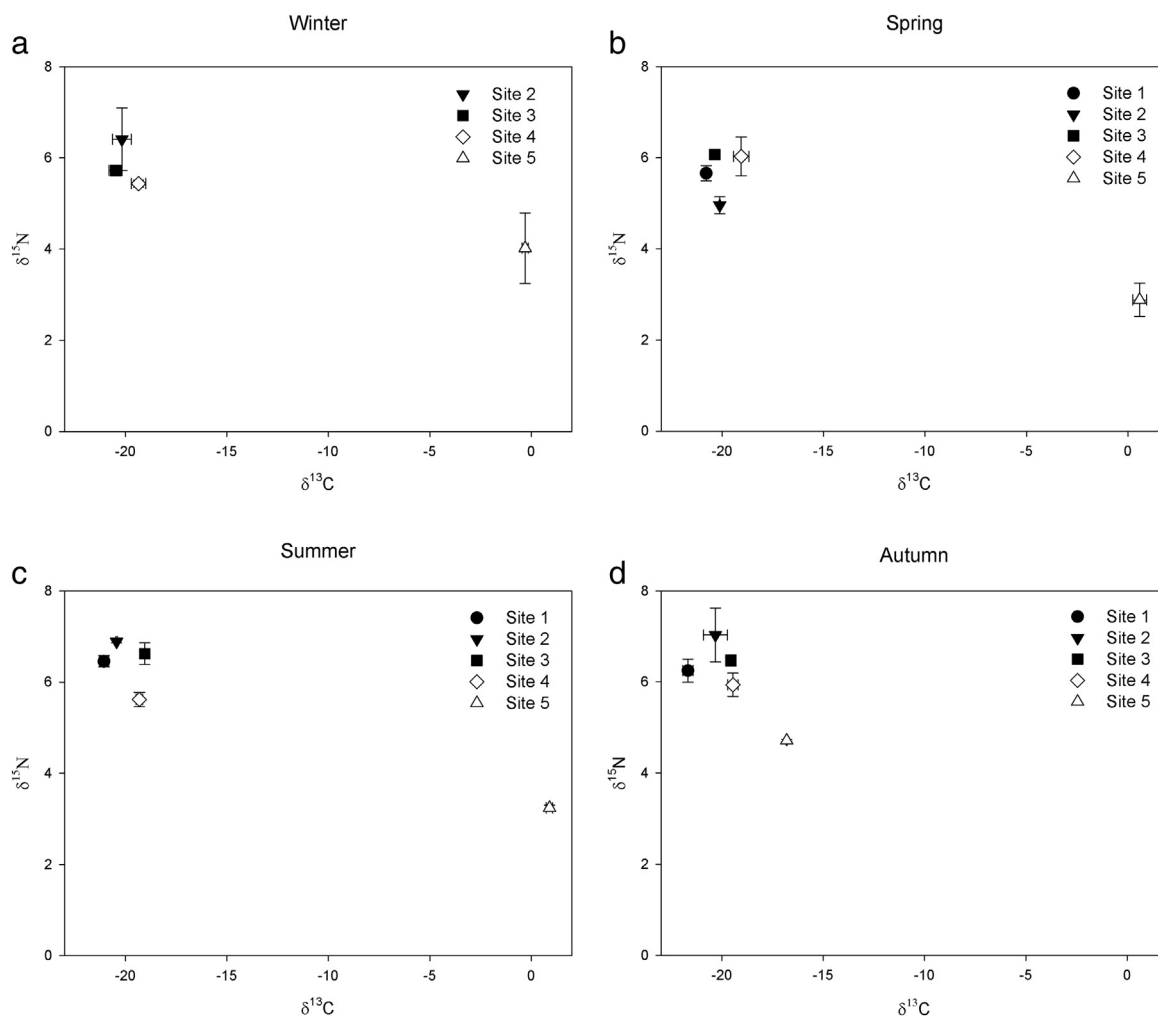 a
Winter
8
6
4
2
0
δ15N
-20
-15
-10
-5
0
δ13C
Site 2
Site 3
Site 4
Site 5
b
Spring
8
6
4
2
0
δ15N
-20
-15
-10
-5
0
δ13C
Site 1
Site 2
Site 3
Site 4
Site 5
c
Summer
8
6
4
2
0
δ15N
-20
-15
-10
-5
0
δ13C
Site 1
Site 2
Site 3
Site 4
Site 5
d
Autumn
8
6
4
2
0
δ15N
-20
-15
-10
-5
0
δ13C
Site 1
Site 2
Site 3
Site 4
Site 5